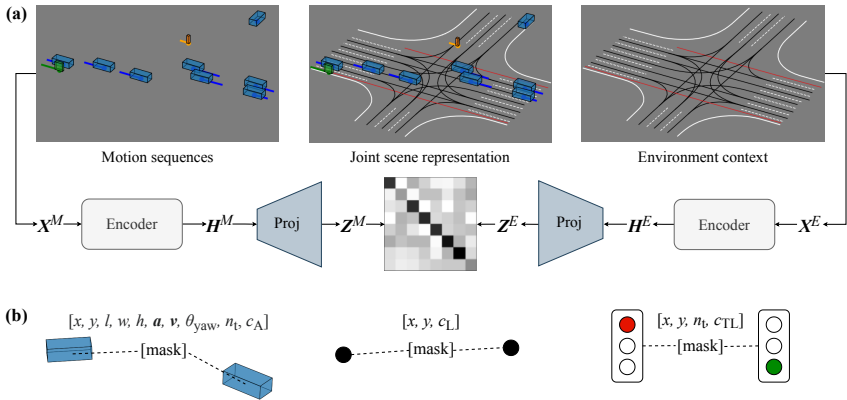 (a)
Motion sequences
Joint scene representation
Environment context
X^M
Encoder
H^M
Proj
Z^M
Z^E
Proj
H^E
Encoder
X^E
(b)
[x, y, l, w, h, a, v, θ_yaw, n_t, c_A]
[mask]
[x, y, c_L]
[mask]
[x, y, n_t, c_TL]
[mask]